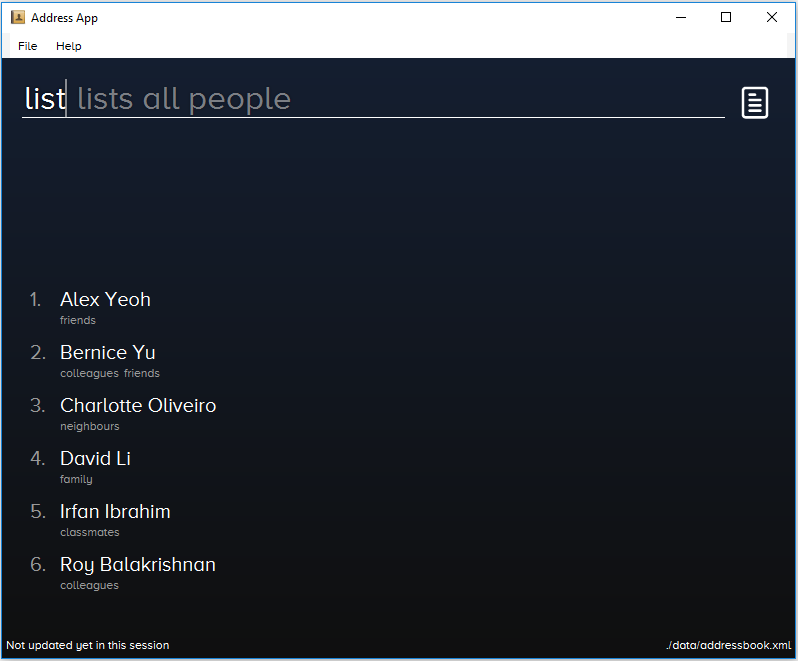 Address App
File Help
list lists all people
1. Alex Yeoh
friends
2. Bernice Yu
colleagues friends
3. Charlotte Oliveiro
neighbours
4. David Li
family
5. Irfan Ibrahim
classmates
6. Roy Balakrishnan
colleagues
Not updated yet in this session ./data/addressbook.xml